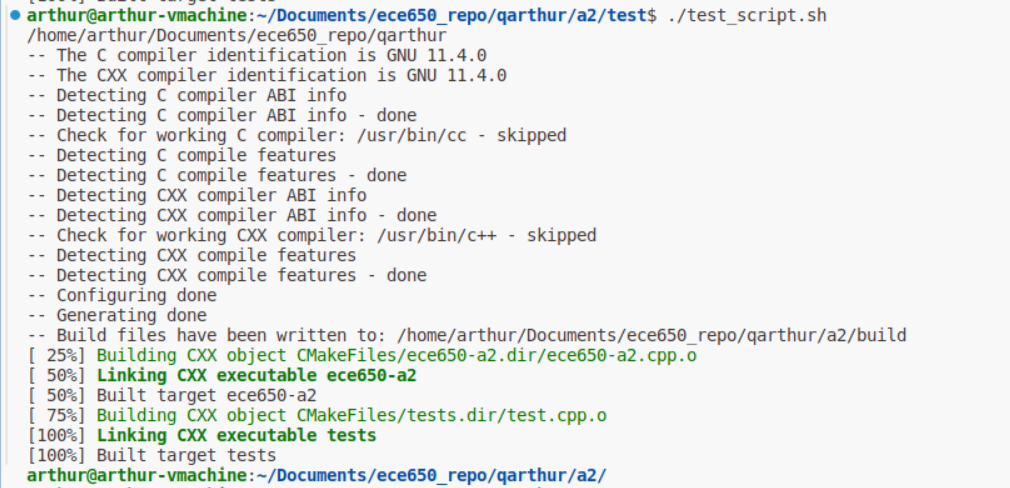 arthur@arthur-vmachine:~/Documents/ece650_repo/qarthur/a2/test$ ./test_script.sh
/home/arthur/Documents/ece650_repo/qarthur
-- The C compiler identification is GNU 11.4.0
-- The CXX compiler identification is GNU 11.4.0
-- Detecting C compiler ABI info
-- Detecting C compiler ABI info - done
-- Check for working C compiler: /usr/bin/cc - skipped
-- Detecting C compile features
-- Detecting C compile features - done
-- Detecting CXX compiler ABI info
-- Detecting CXX compiler ABI info - done
-- Check for working CXX compiler: /usr/bin/c++ - skipped
-- Detecting CXX compile features
-- Detecting CXX compile features - done
-- Configuring done
-- Generating done
-- Build files have been written to: /home/arthur/Documents/ece650_repo/qarthur/a2/build
[ 25%] Building CXX object CMakeFiles/ece650-a2.dir/ece650-a2.cpp.o
[ 50%] Linking CXX executable ece650-a2
[ 50%] Built target ece650-a2
[ 75%] Building CXX object CMakeFiles/tests.dir/test.cpp.o
[100%] Linking CXX executable tests
[100%] Built target tests
arthur@arthur-vmachine:~/Documents/ece650_repo/qarthur/a2/